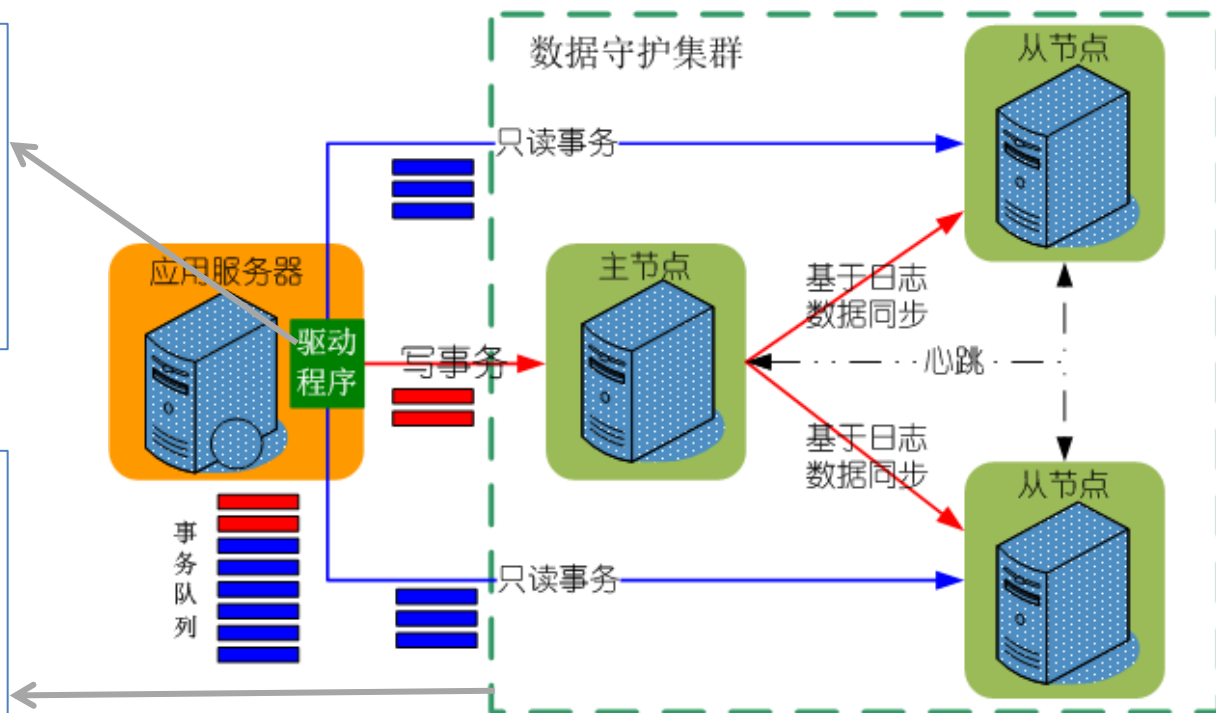 数据守护集群
从节点
只读事务
应用服务器
主节点
基于日志
数据同步
驱动
程序
写事务
心跳
基于日志
数据同步
从节点
事
务
队
列
只读事务